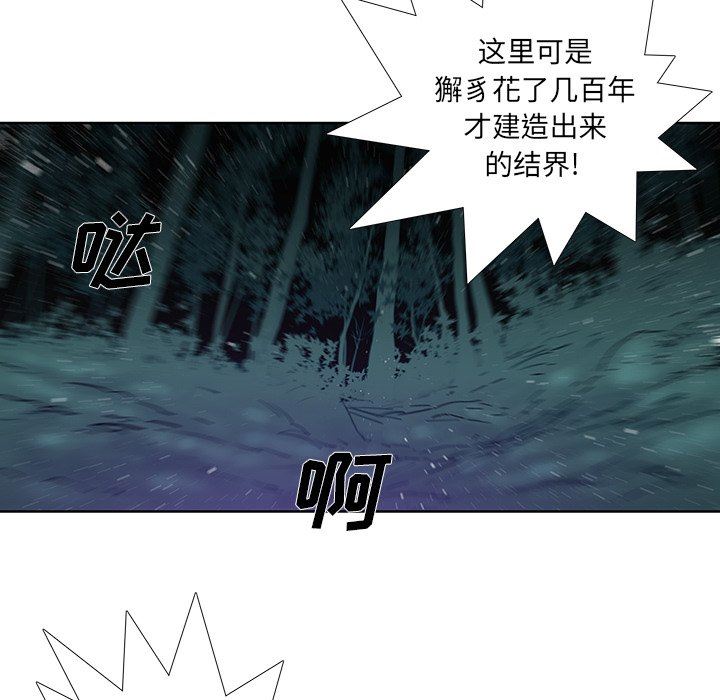 这里可是
獬豸花了几百年
才建造出来
的结界!
哒
啊